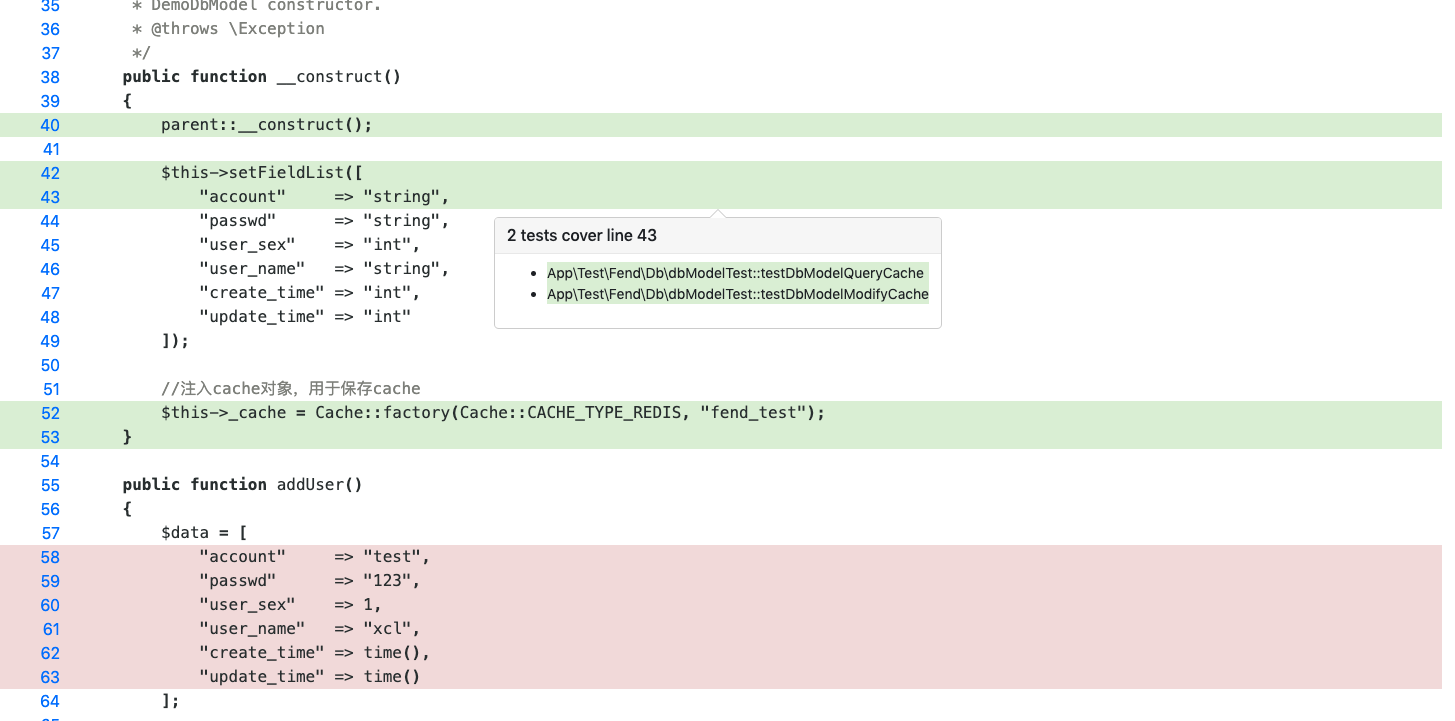 35 * DemoDbModel constructor.
36 * @throws \Exception
37 */
38 public function __construct()
39 {
40 parent::__construct();
41
42 $this->setFieldList([
43 "account" => "string",
44 "passwd" => "string",
45 "user_sex" => "int",
46 "user_name" => "string",
47 "create_time" => "int",
48 "update_time" => "int"
49 ]);
50
51 //注入cache对象，用于保存cache
52 $this->_cache = Cache::factory(Cache::CACHE_TYPE_REDIS, "fend_test");
53 }
54
55 public function addUser()
56 {
57 $data = [
58 "account" => "test",
59 "passwd" => "123",
60 "user_sex" => 1,
61 "user_name" => "xcl",
62 "create_time" => time(),
63 "update_time" => time()
64 ];
2 tests cover line 43
• App\Test\Fend\Db\dbModelTest::testDbModelQueryCache
• App\Test\Fend\Db\dbModelTest::testDbModelModifyCache